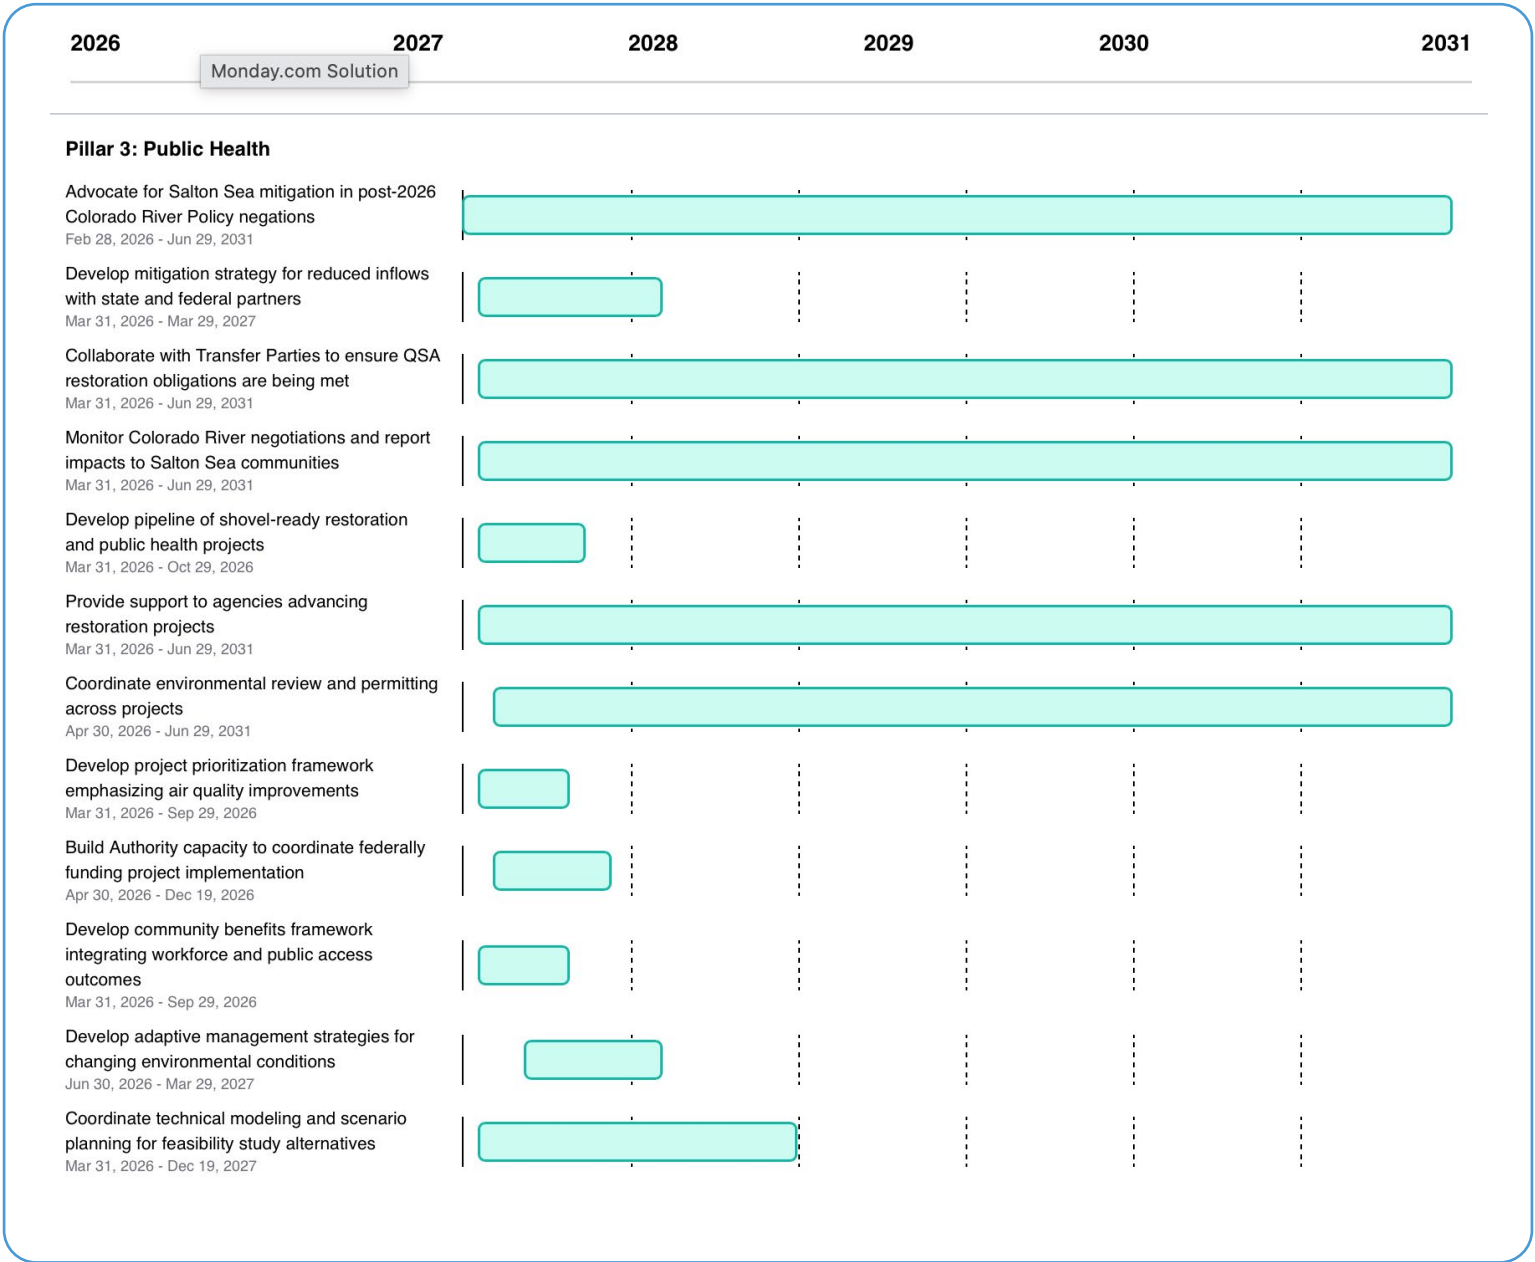 2026 2027 2028 2029 2030 2031
Monday.com Solution
Pillar 3: Public Health
Advocate for Salton Sea mitigation in post-2026
Colorado River Policy negations
Feb 28, 2026 - Jun 29, 2031
Develop mitigation strategy for reduced inflows
with state and federal partners
Mar 31, 2026 - Mar 29, 2027
Collaborate with Transfer Parties to ensure QSA
restoration obligations are being met
Mar 31, 2026 - Jun 29, 2031
Monitor Colorado River negotiations and report
impacts to Salton Sea communities
Mar 31, 2026 - Jun 29, 2031
Develop pipeline of shovel-ready restoration
and public health projects
Mar 31, 2026 - Oct 29, 2026
Provide support to agencies advancing
restoration projects
Mar 31, 2026 - Jun 29, 2031
Coordinate environmental review and permitting
across projects
Apr 30, 2026 - Jun 29, 2031
Develop project prioritization framework
emphasizing air quality improvements
Mar 31, 2026 - Sep 29, 2026
Build Authority capacity to coordinate federally
funding project implementation
Apr 30, 2026 - Dec 19, 2026
Develop community benefits framework
integrating workforce and public access
outcomes
Mar 31, 2026 - Sep 29, 2026
Develop adaptive management strategies for
changing environmental conditions
Jun 30, 2026 - Mar 29, 2027
Coordinate technical modeling and scenario
planning for feasibility study alternatives
Mar 31, 2026 - Dec 19, 2027